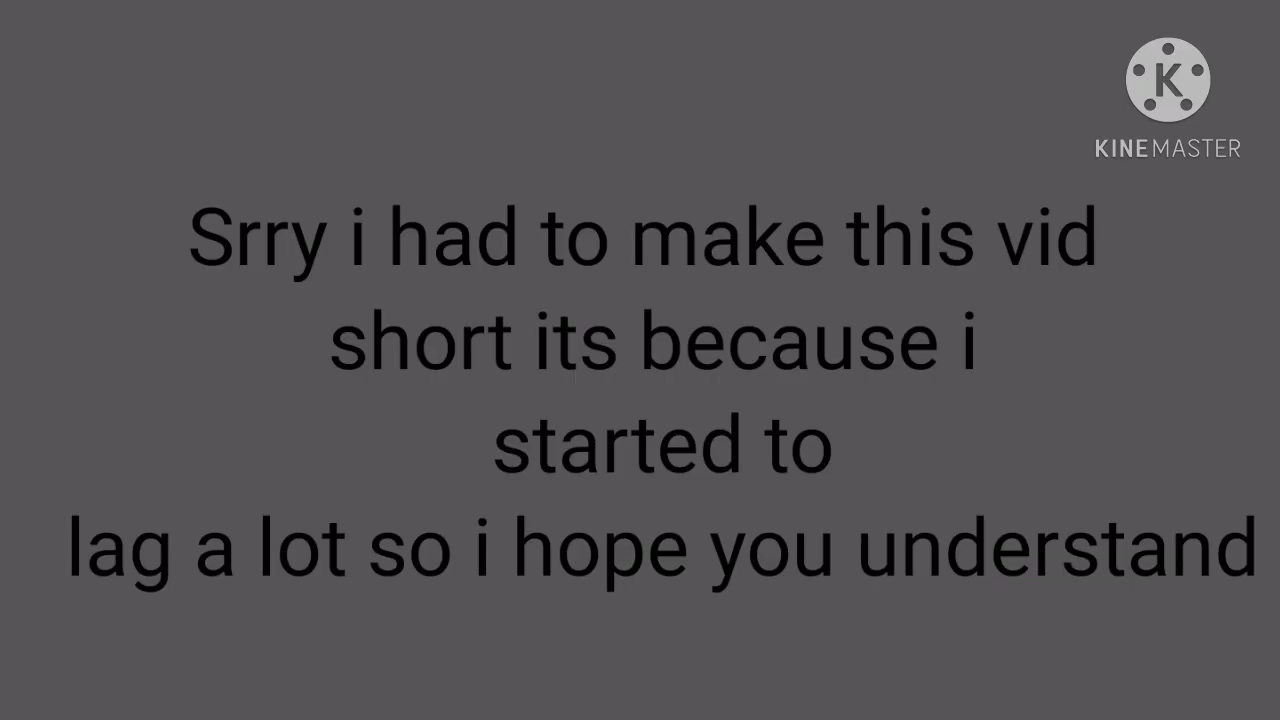 K
KINEMASTER
Srry i had to make this vid
short its because i
started to
lag a lot so i hope you understand